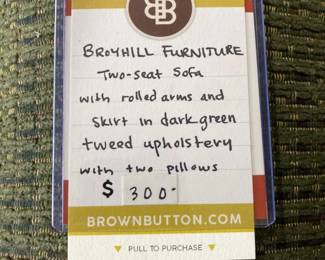 BB
BROYHILL FURNITURE
TWO-SEAT SOFA
with rolled arms and
Skirt in dark green
tweed upholstery
with two pillows
$ 300-
BROWNBUTTON.COM
PULL TO PURCHASE